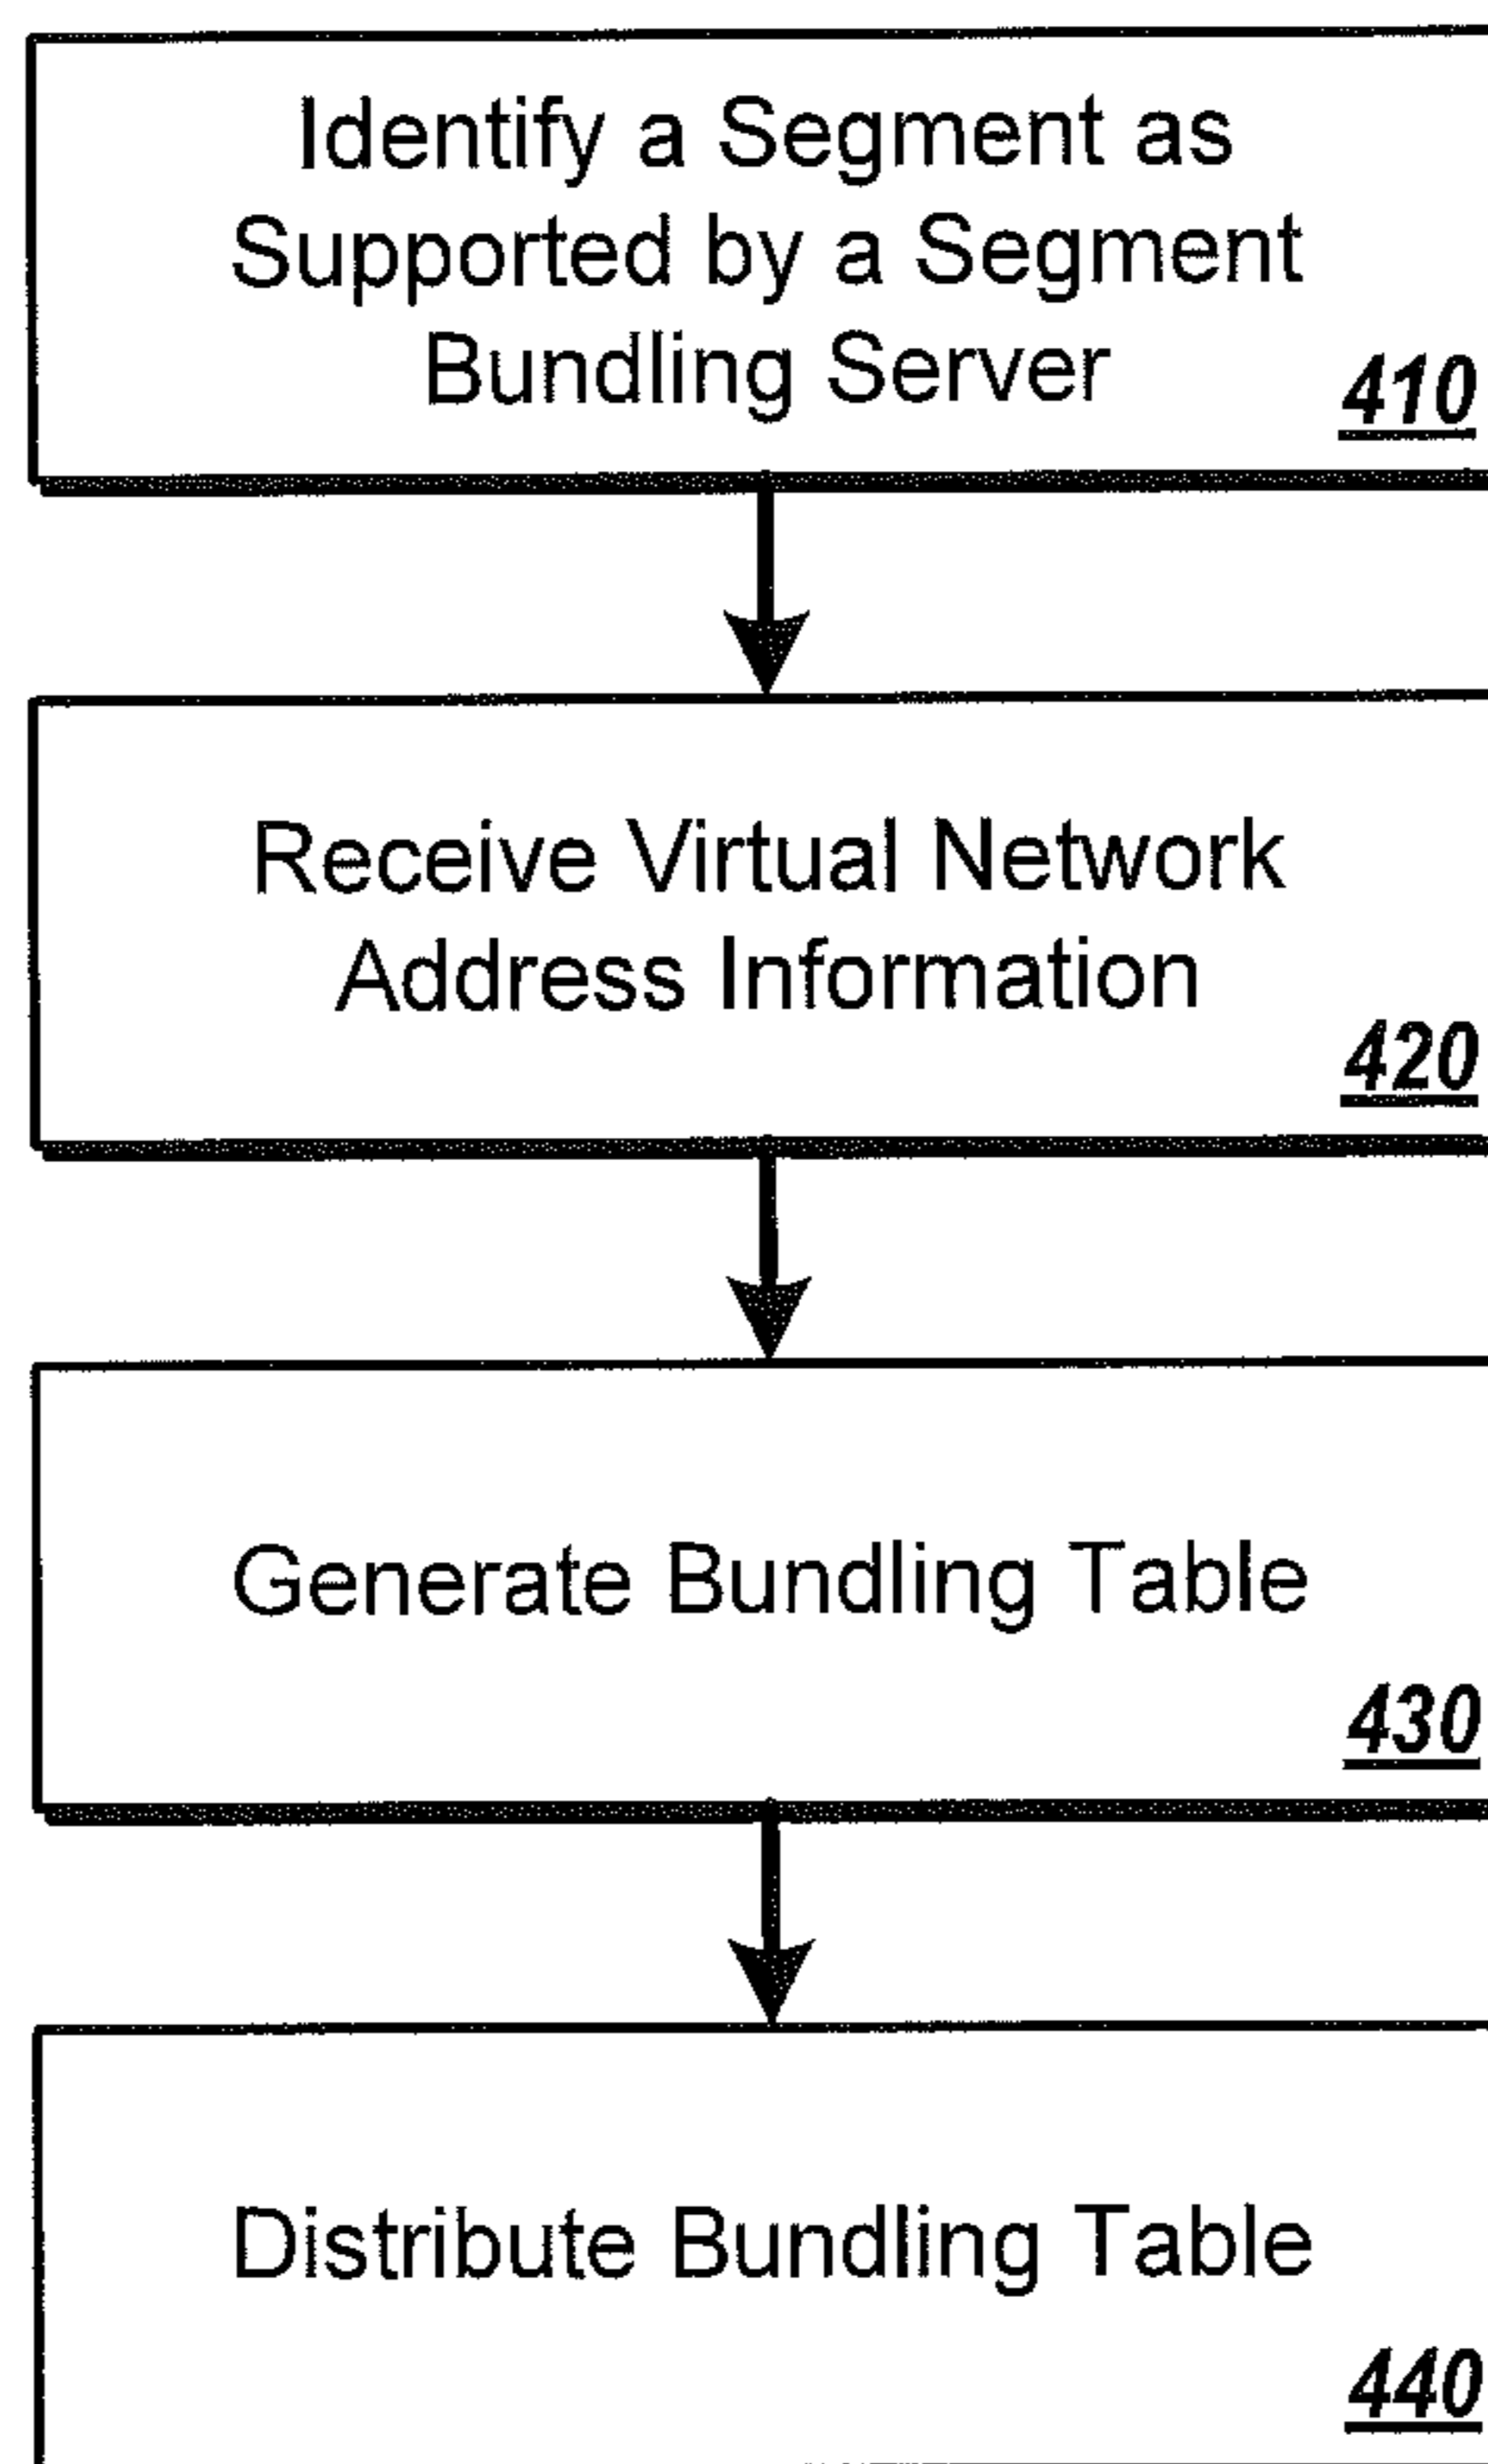 Identify a Segment as
Supported by a Segment
Bundling Server
410
Receive Virtual Network
Address Information
420
Generate Bundling Table
430
Distribute Bundling Table
440